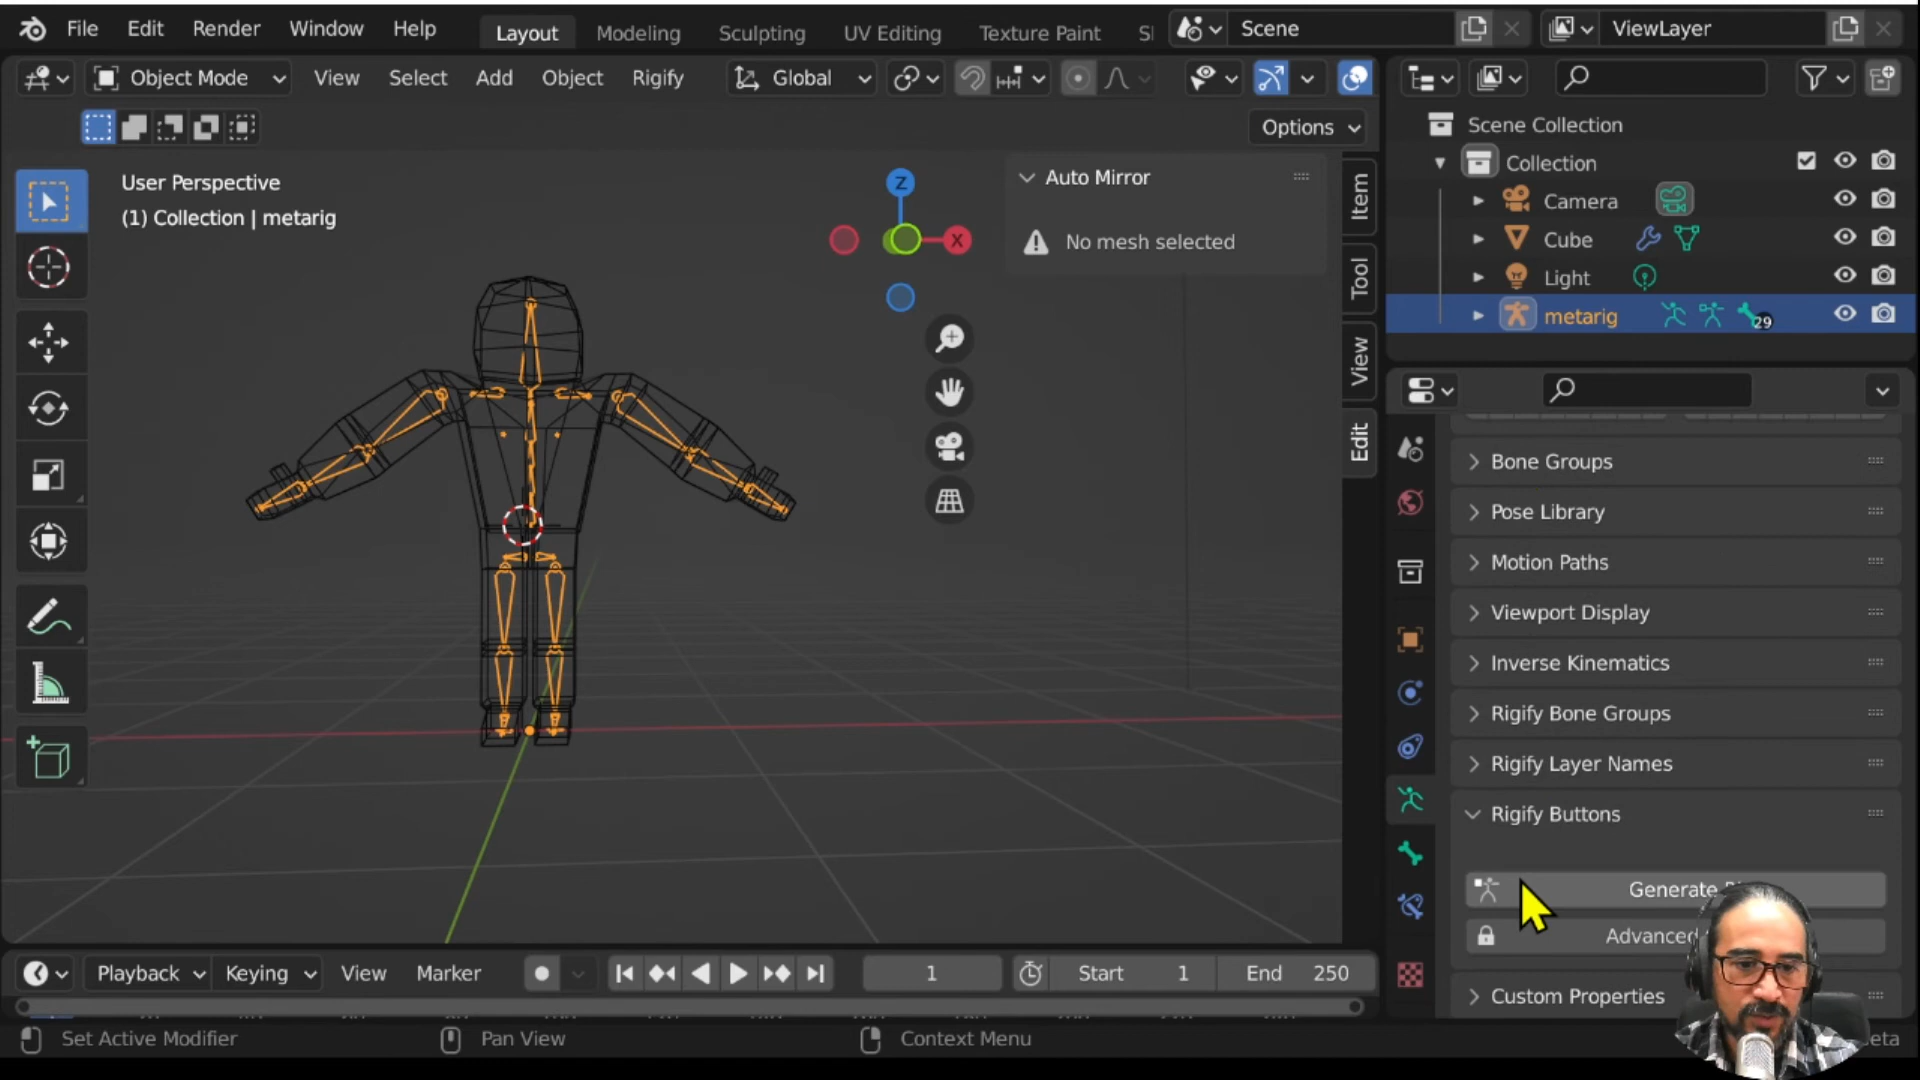 File Edit Render Window Help Layout Modeling Sculpting UV Editing Texture Paint Scene ViewLayer
Object Mode View Select Add Object Rigify Global
Options
User Perspective
(1) Collection | metarig
Z
X
Auto Mirror
No mesh selected
Item
Tool
View
Edit
Scene Collection
Collection
Camera
Cube
Light
metarig 29
Bone Groups
Pose Library
Motion Paths
Viewport Display
Inverse Kinematics
Rigify Bone Groups
Rigify Layer Names
Rigify Buttons
Generate
Advanced
Custom Properties
Playback Keying View Marker 1 Start 1 End 250
Set Active Modifier Pan View Context Menu